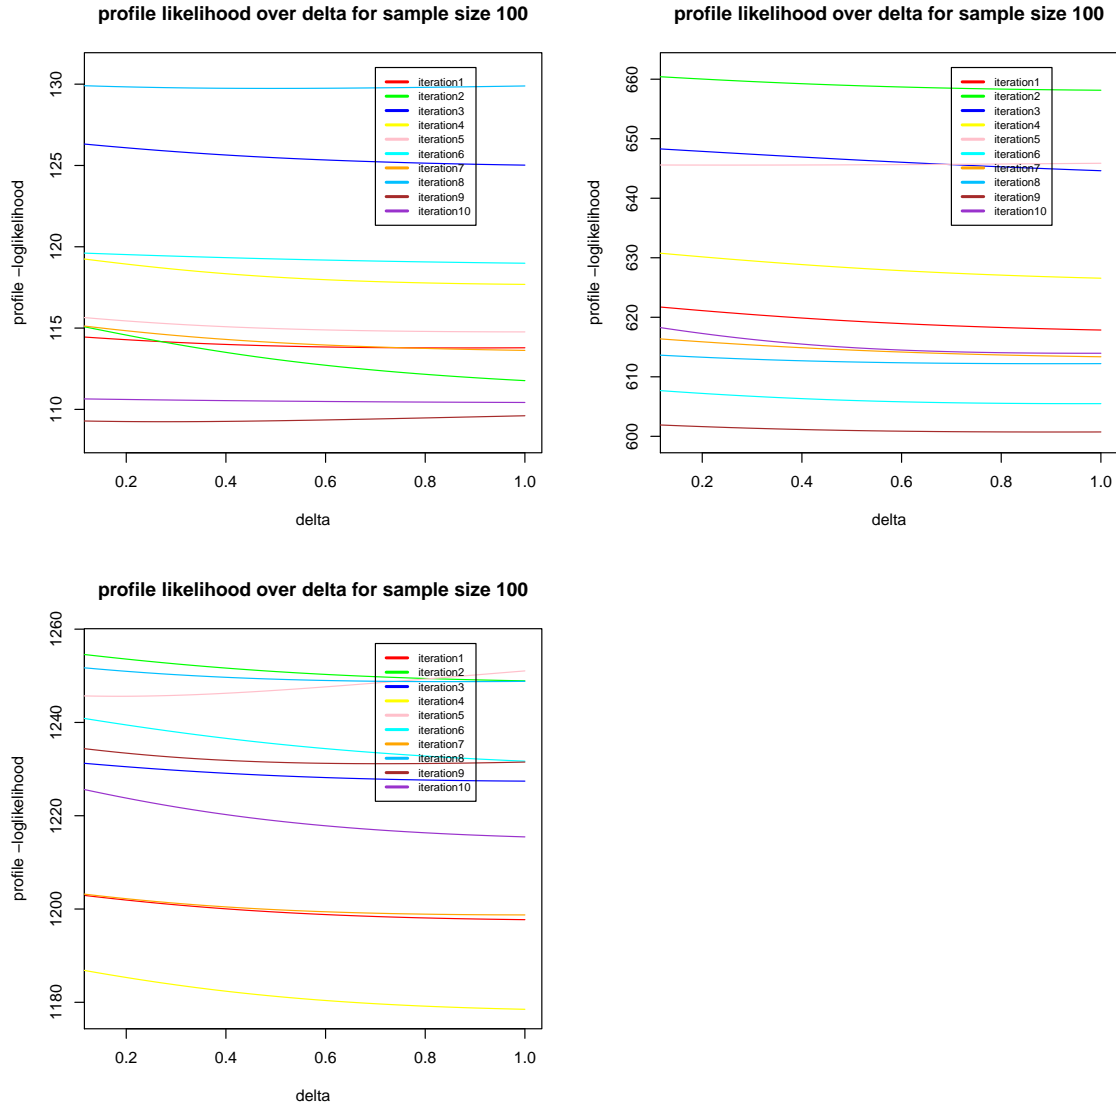 profile likelihood over delta for sample size 100
profile −loglikelihood
130
125
120
115
110
0.2 0.4 0.6 0.8 1.0
delta
iteration1
iteration2
iteration3
iteration4
iteration5
iteration6
iteration7
iteration8
iteration9
iteration10
profile likelihood over delta for sample size 100
profile −loglikelihood
660
650
640
630
620
610
600
0.2 0.4 0.6 0.8 1.0
delta
iteration1
iteration2
iteration3
iteration4
iteration5
iteration6
iteration7
iteration8
iteration9
iteration10
profile likelihood over delta for sample size 100
profile −loglikelihood
1260
1240
1220
1200
1180
0.2 0.4 0.6 0.8 1.0
delta
iteration1
iteration2
iteration3
iteration4
iteration5
iteration6
iteration7
iteration8
iteration9
iteration10